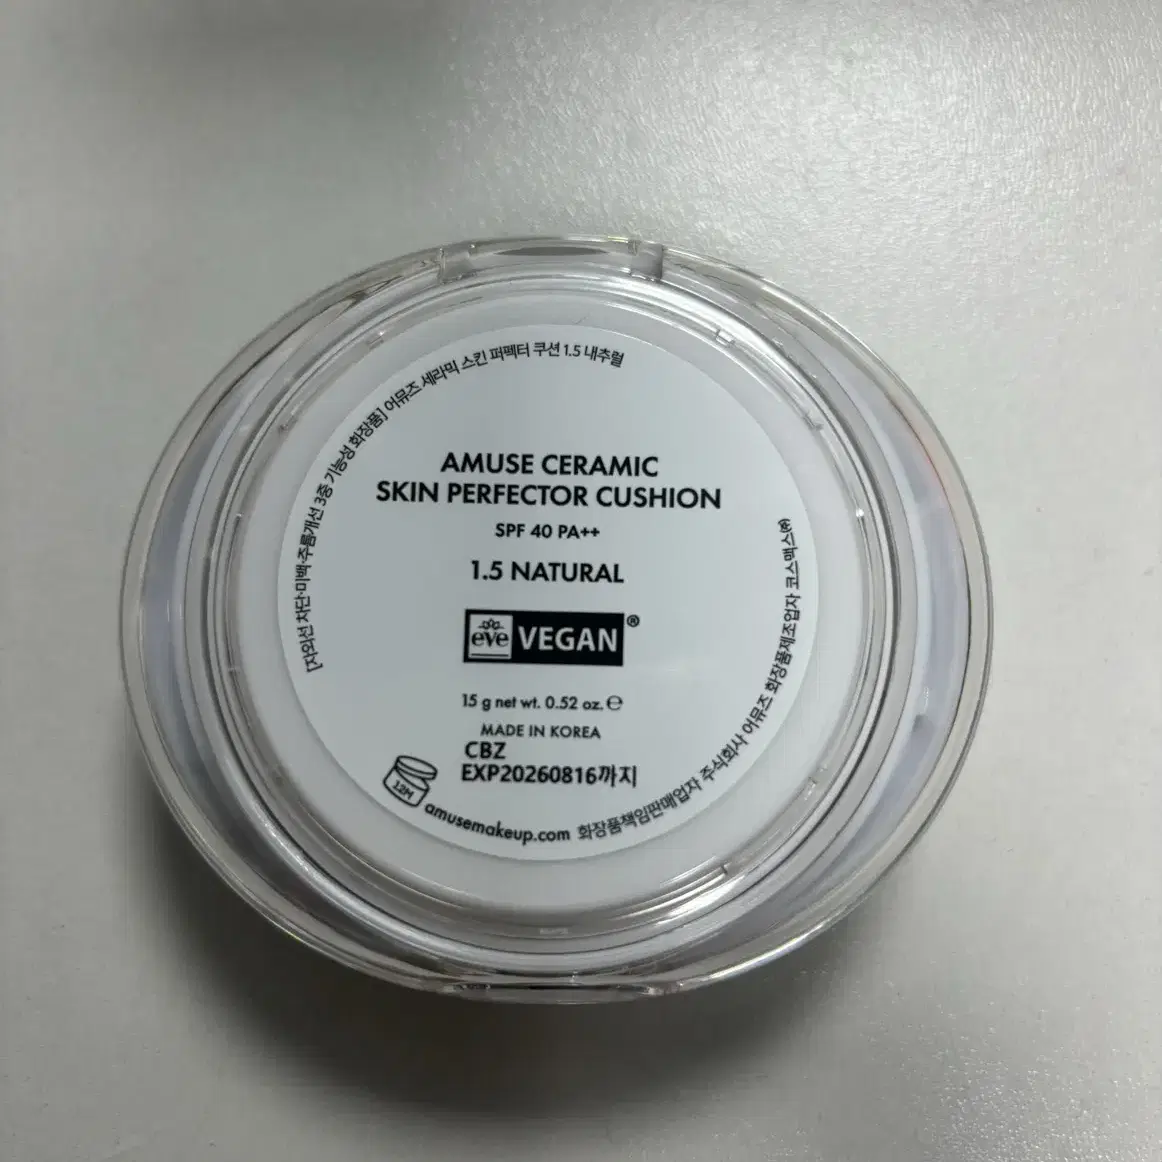 [자외선 차단·미백·주름개선 3중 기능성 화장품] 어뮤즈 세라믹 스킨 퍼펙터 쿠션 1.5 내추럴
AMUSE CERAMIC
SKIN PERFECTOR CUSHION
SPF 40 PA++
1.5 NATURAL
eve VEGAN®
15 g net wt. 0.52 oz. ℮
MADE IN KOREA
CBZ
EXP20260816까지
12M
amusemakeup.com 화장품책임판매업자 주식회사 어뮤즈 화장품제조업자 코스맥스㈜